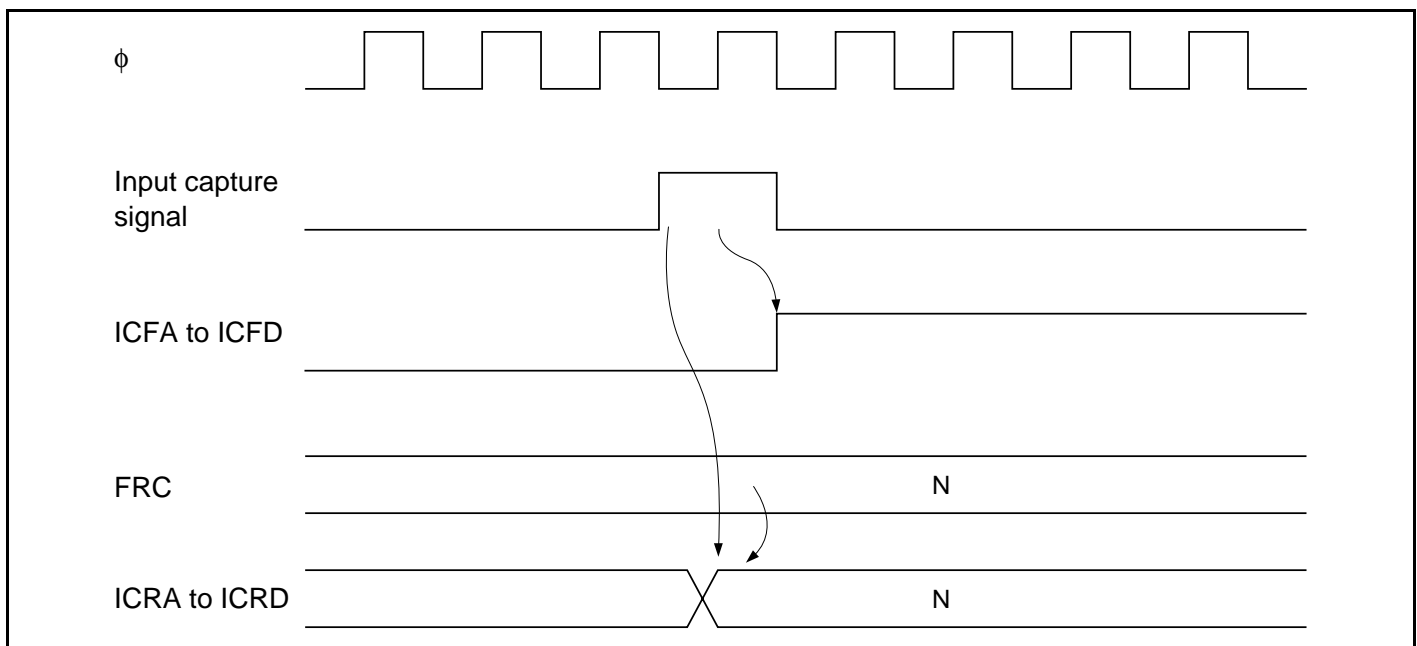 ϕ
Input capture
signal
ICFA to ICFD
FRC
N
ICRA to ICRD
N